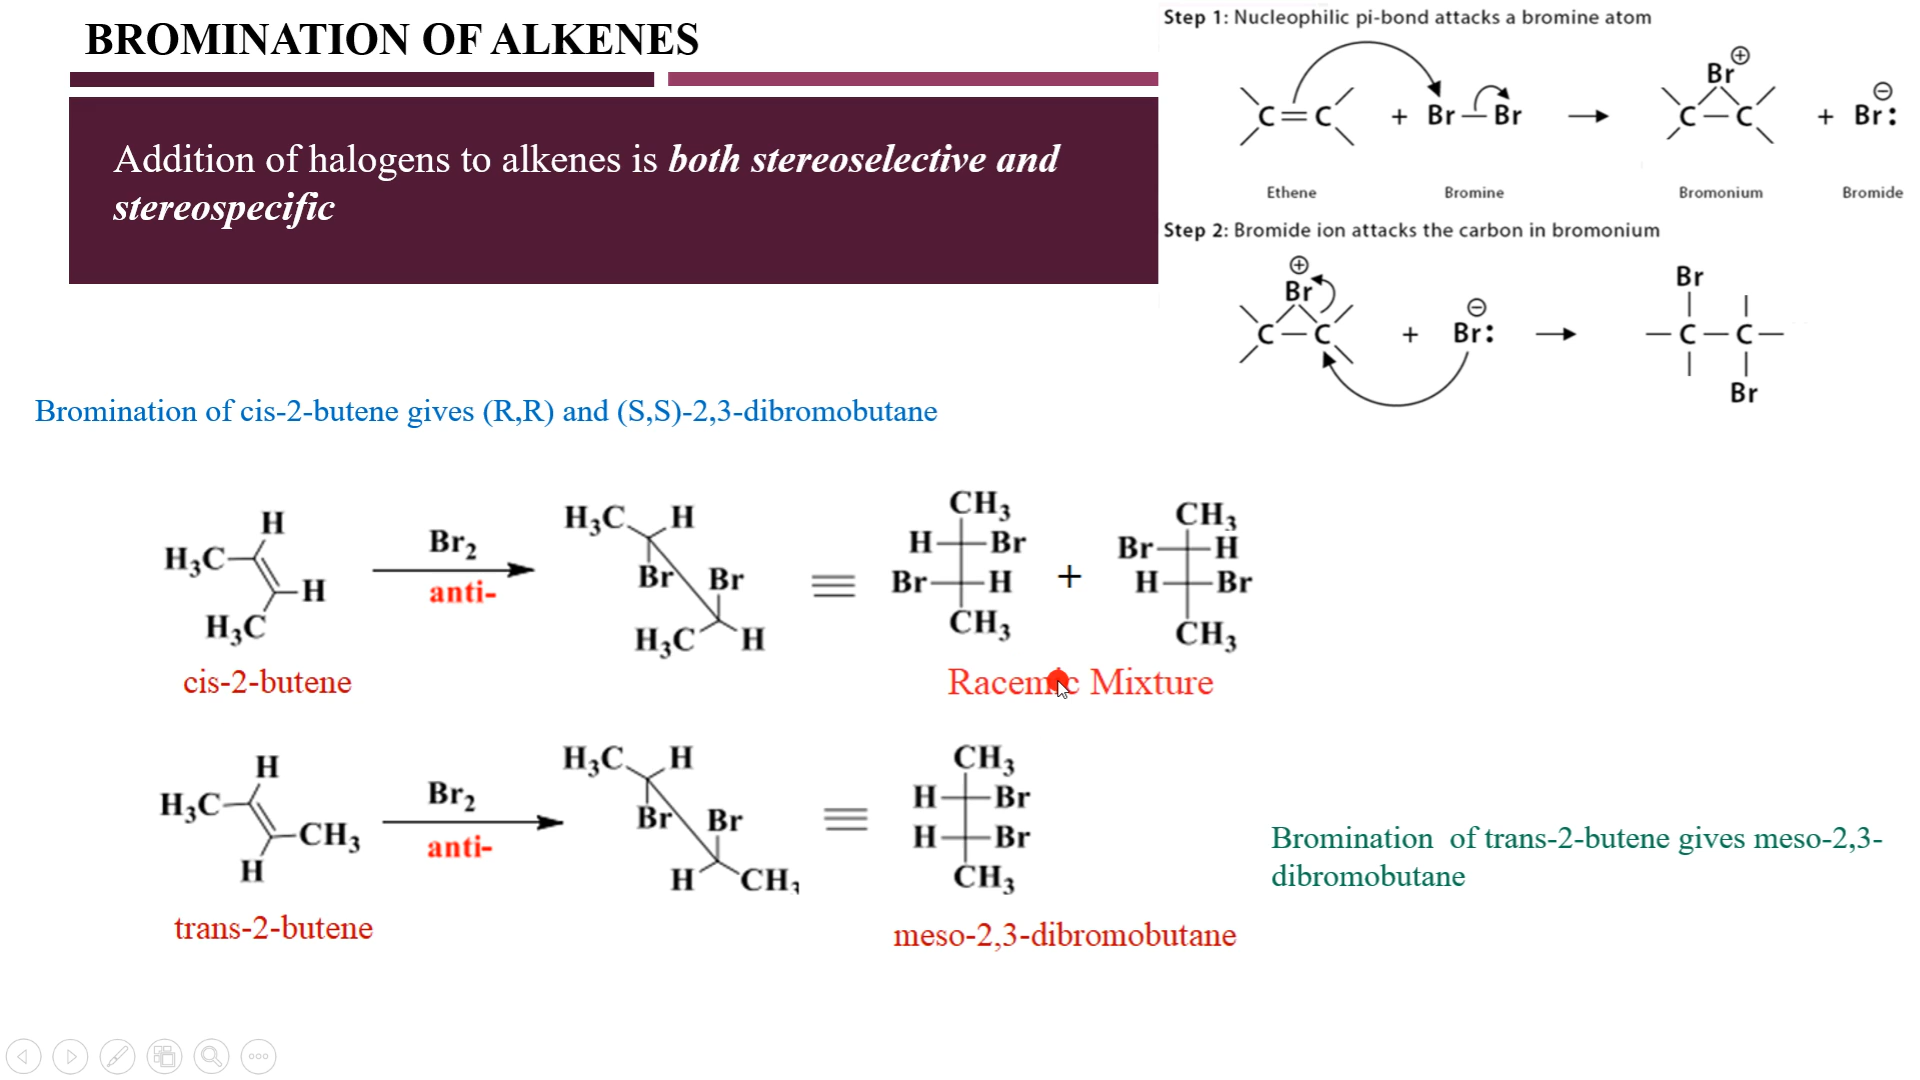 BROMINATION OF ALKENES
Addition of halogens to alkenes is both stereoselective and
stereospecific
Step 1: Nucleophilic pi-bond attacks a bromine atom
C=C + Br—Br → Br⊕ C—C + Br:⊖
Ethene Bromine Bromonium Bromide
Step 2: Bromide ion attacks the carbon in bromonium
⊕ Br C—C + Br:⊖ → Br
—C—C—
Br
Bromination of cis-2-butene gives (R,R) and (S,S)-2,3-dibromobutane
H
H₃C
H
H₃C
Br₂
anti-
H₃C H
Br Br
H₃C H
≡
CH₃
H Br
Br H
CH₃
+
CH₃
Br H
H Br
CH₃
cis-2-butene
Racemic Mixture
H
H₃C
CH₃
H
Br₂
anti-
H₃C H
Br Br
H CH₃
≡
CH₃
H Br
H Br
CH₃
Bromination of trans-2-butene gives meso-2,3-
dibromobutane
trans-2-butene
meso-2,3-dibromobutane